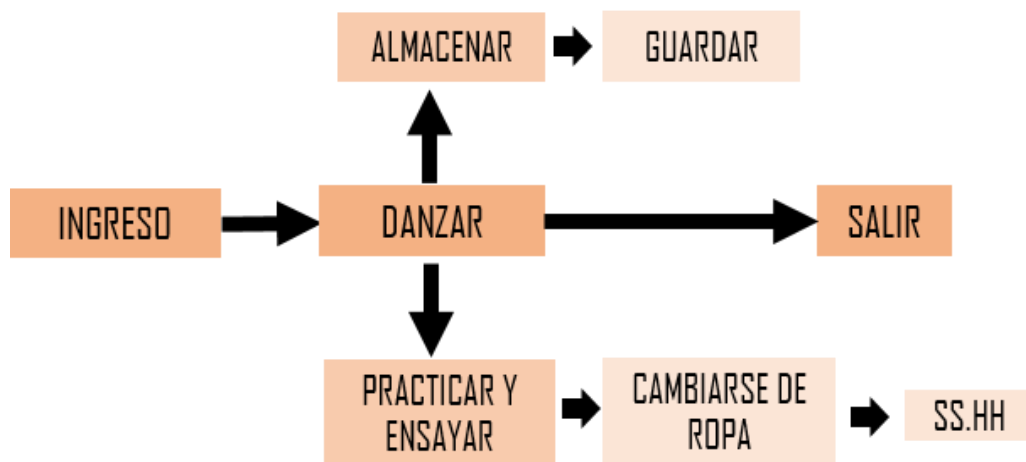 ALMACENAR
GUARDAR
INGRESO
DANZAR
SALIR
PRACTICAR Y
ENSAYAR
CAMBIARSE DE
ROPA
SS.HH